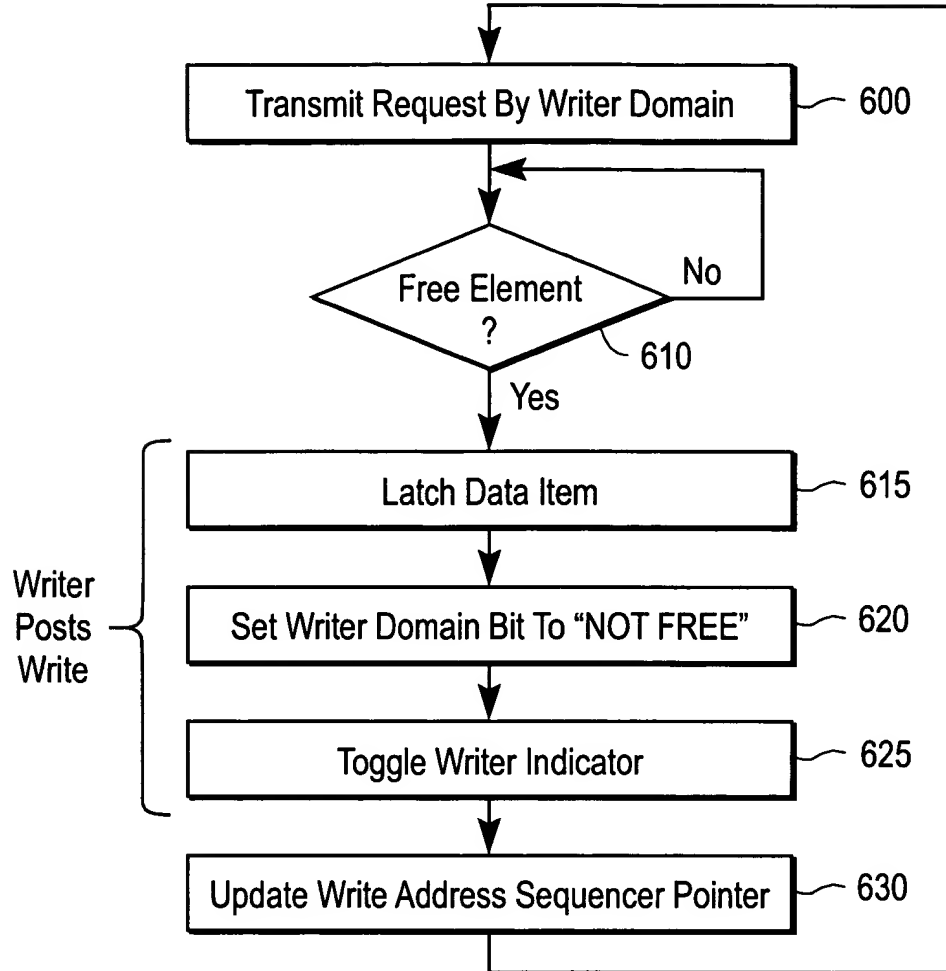 Transmit Request By Writer Domain
600
Free Element
?
No
610
Yes
Latch Data Item
615
Writer
Posts
Write
Set Writer Domain Bit To “NOT FREE”
620
Toggle Writer Indicator
625
Update Write Address Sequencer Pointer
630